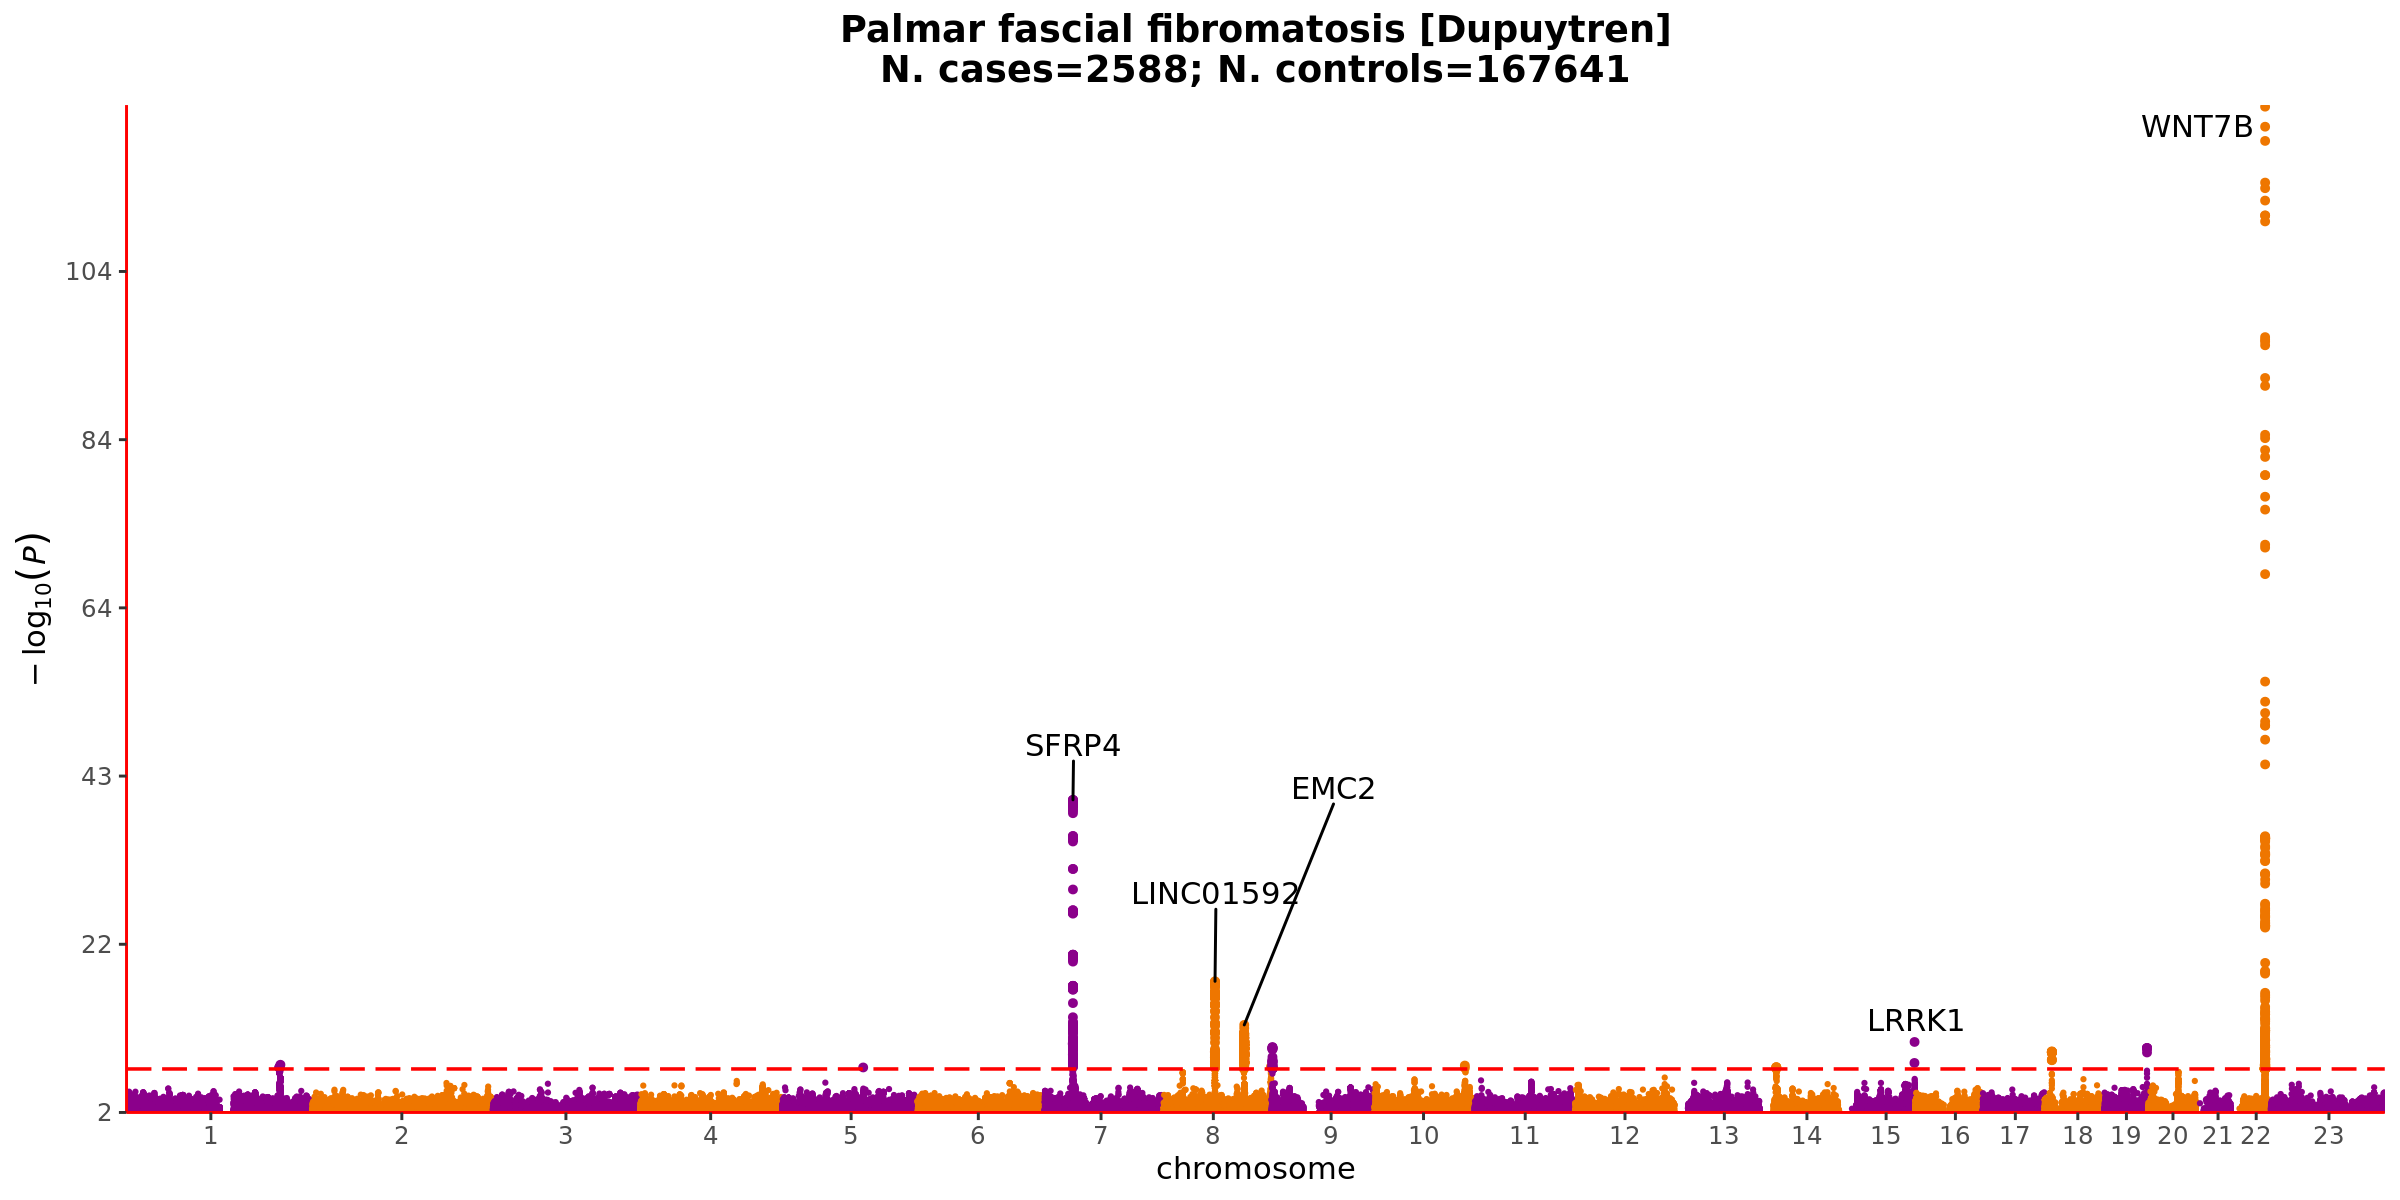 Palmar fascial fibromatosis [Dupuytren]
N. cases=2588; N. controls=167641
WNT7B
104
84
64
43
22
2
−log10(P)
SFRP4
EMC2
LINC01592
LRRK1
1 2 3 4 5 6 7 8 9 10 11 12 13 14 15 16 17 18 19 20 21 22 23
chromosome